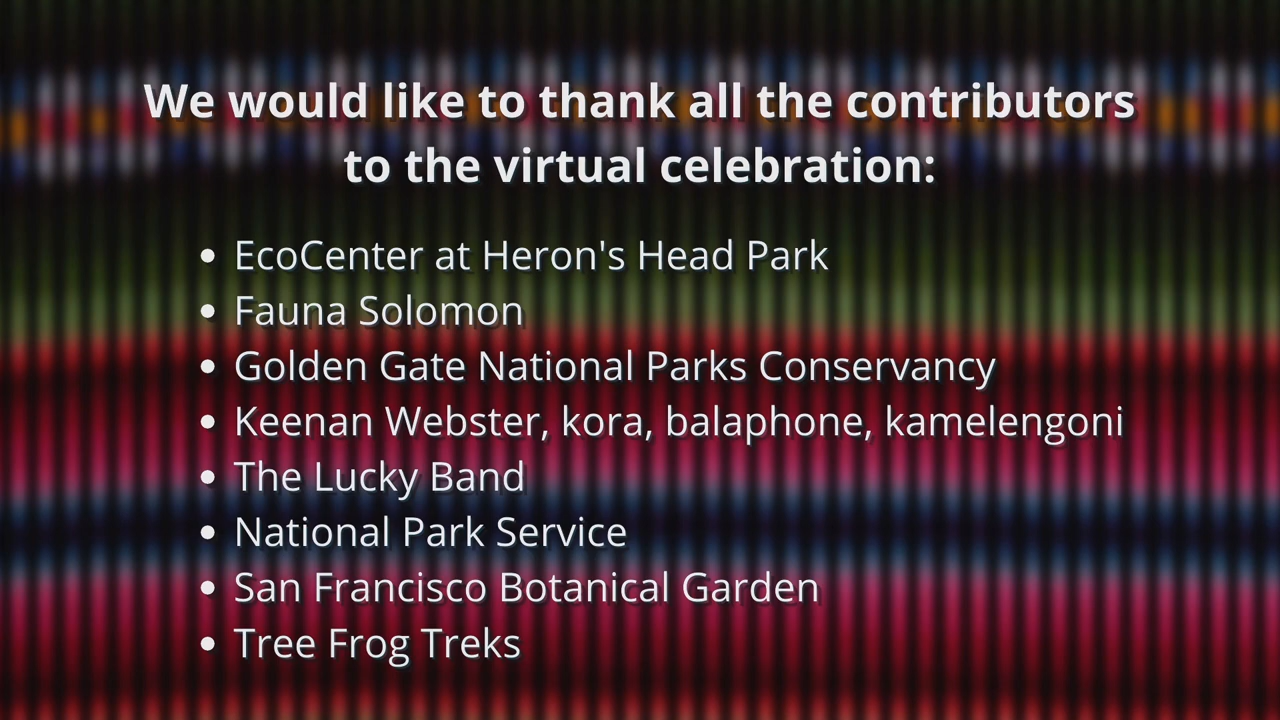 We would like to thank all the contributors
to the virtual celebration:
• EcoCenter at Heron's Head Park
• Fauna Solomon
• Golden Gate National Parks Conservancy
• Keenan Webster, kora, balaphone, kamelengoni
• The Lucky Band
• National Park Service
• San Francisco Botanical Garden
• Tree Frog Treks